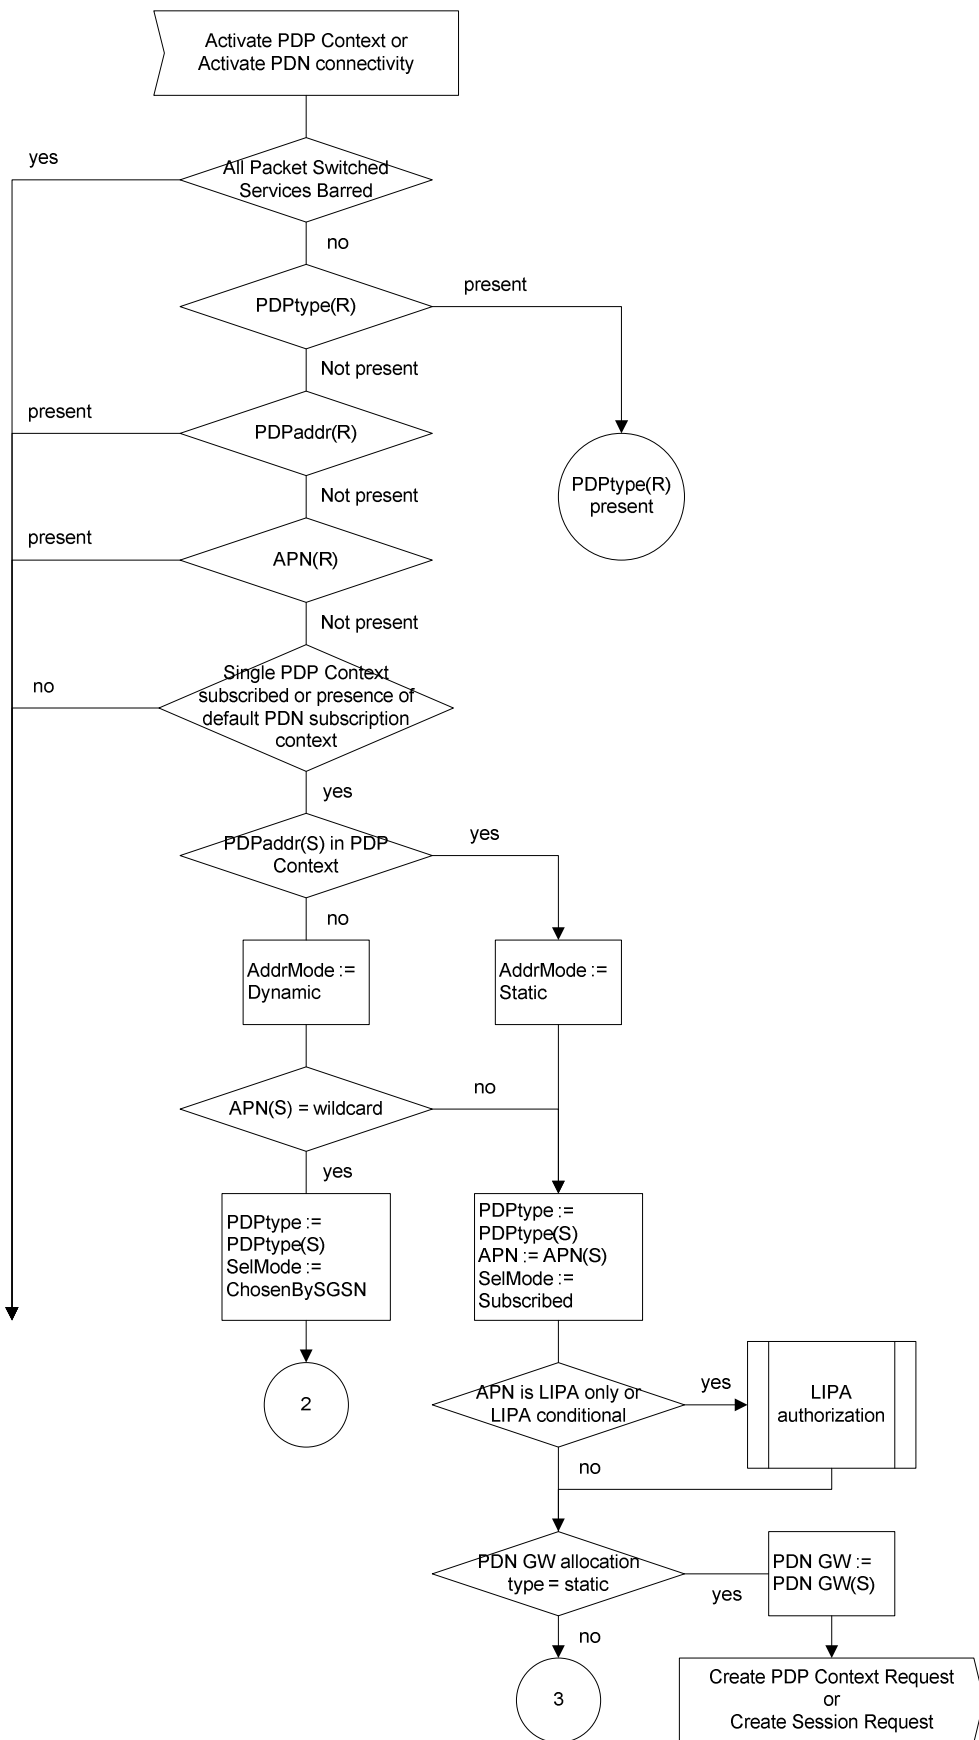 Activate PDP Context or
Activate PDN connectivity
yes
All Packet Switched
Services Barred
no
PDPtype(R)
present
Not present
present
PDPaddr(R)
PDPtype(R)
present
Not present
present
APN(R)
Not present
no
Single PDP Context
subscribed or presence of
default PDN subscription
context
yes
PDPaddr(S) in PDP
Context
yes
no
AddrMode :=
Dynamic
AddrMode :=
Static
APN(S) = wildcard
no
yes
PDPtype :=
PDPtype(S)
SelMode :=
ChosenBySGSN
PDPtype :=
PDPtype(S)
APN := APN(S)
SelMode :=
Subscribed
2
APN is LIPA only or
LIPA conditional
yes
LIPA
authorization
no
PDN GW allocation
type = static
yes
PDN GW :=
PDN GW(S)
no
3
Create PDP Context Request
or
Create Session Request